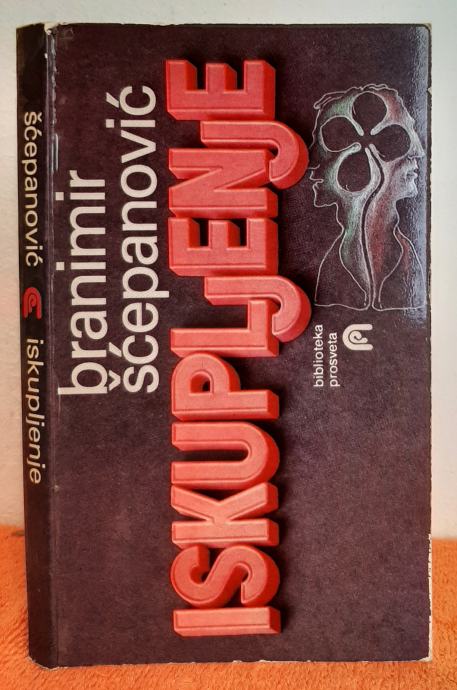 šćepanović iskupljenje
branimir
šćepanović
ISKUPLJENJE
biblioteka
prosveta